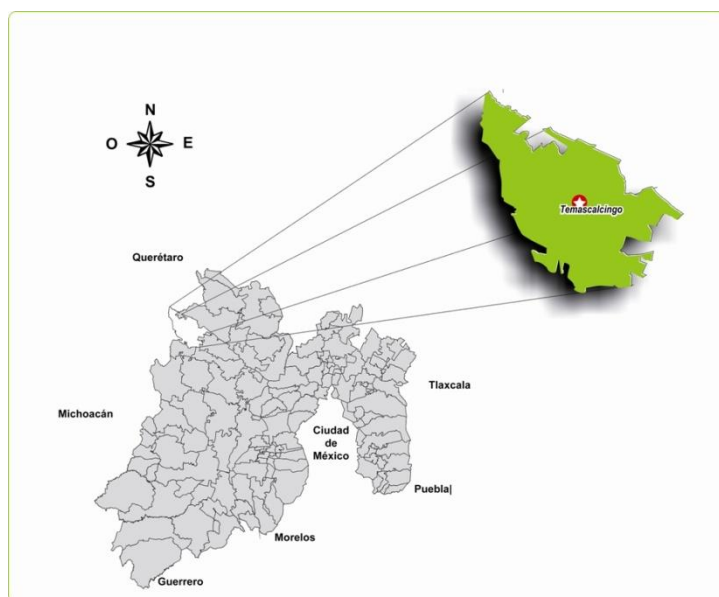 N
O E
S
Temascalcingo
Querétaro
Tlaxcala
Michoacán
Ciudad
de
México
Puebla|
Morelos
Guerrero